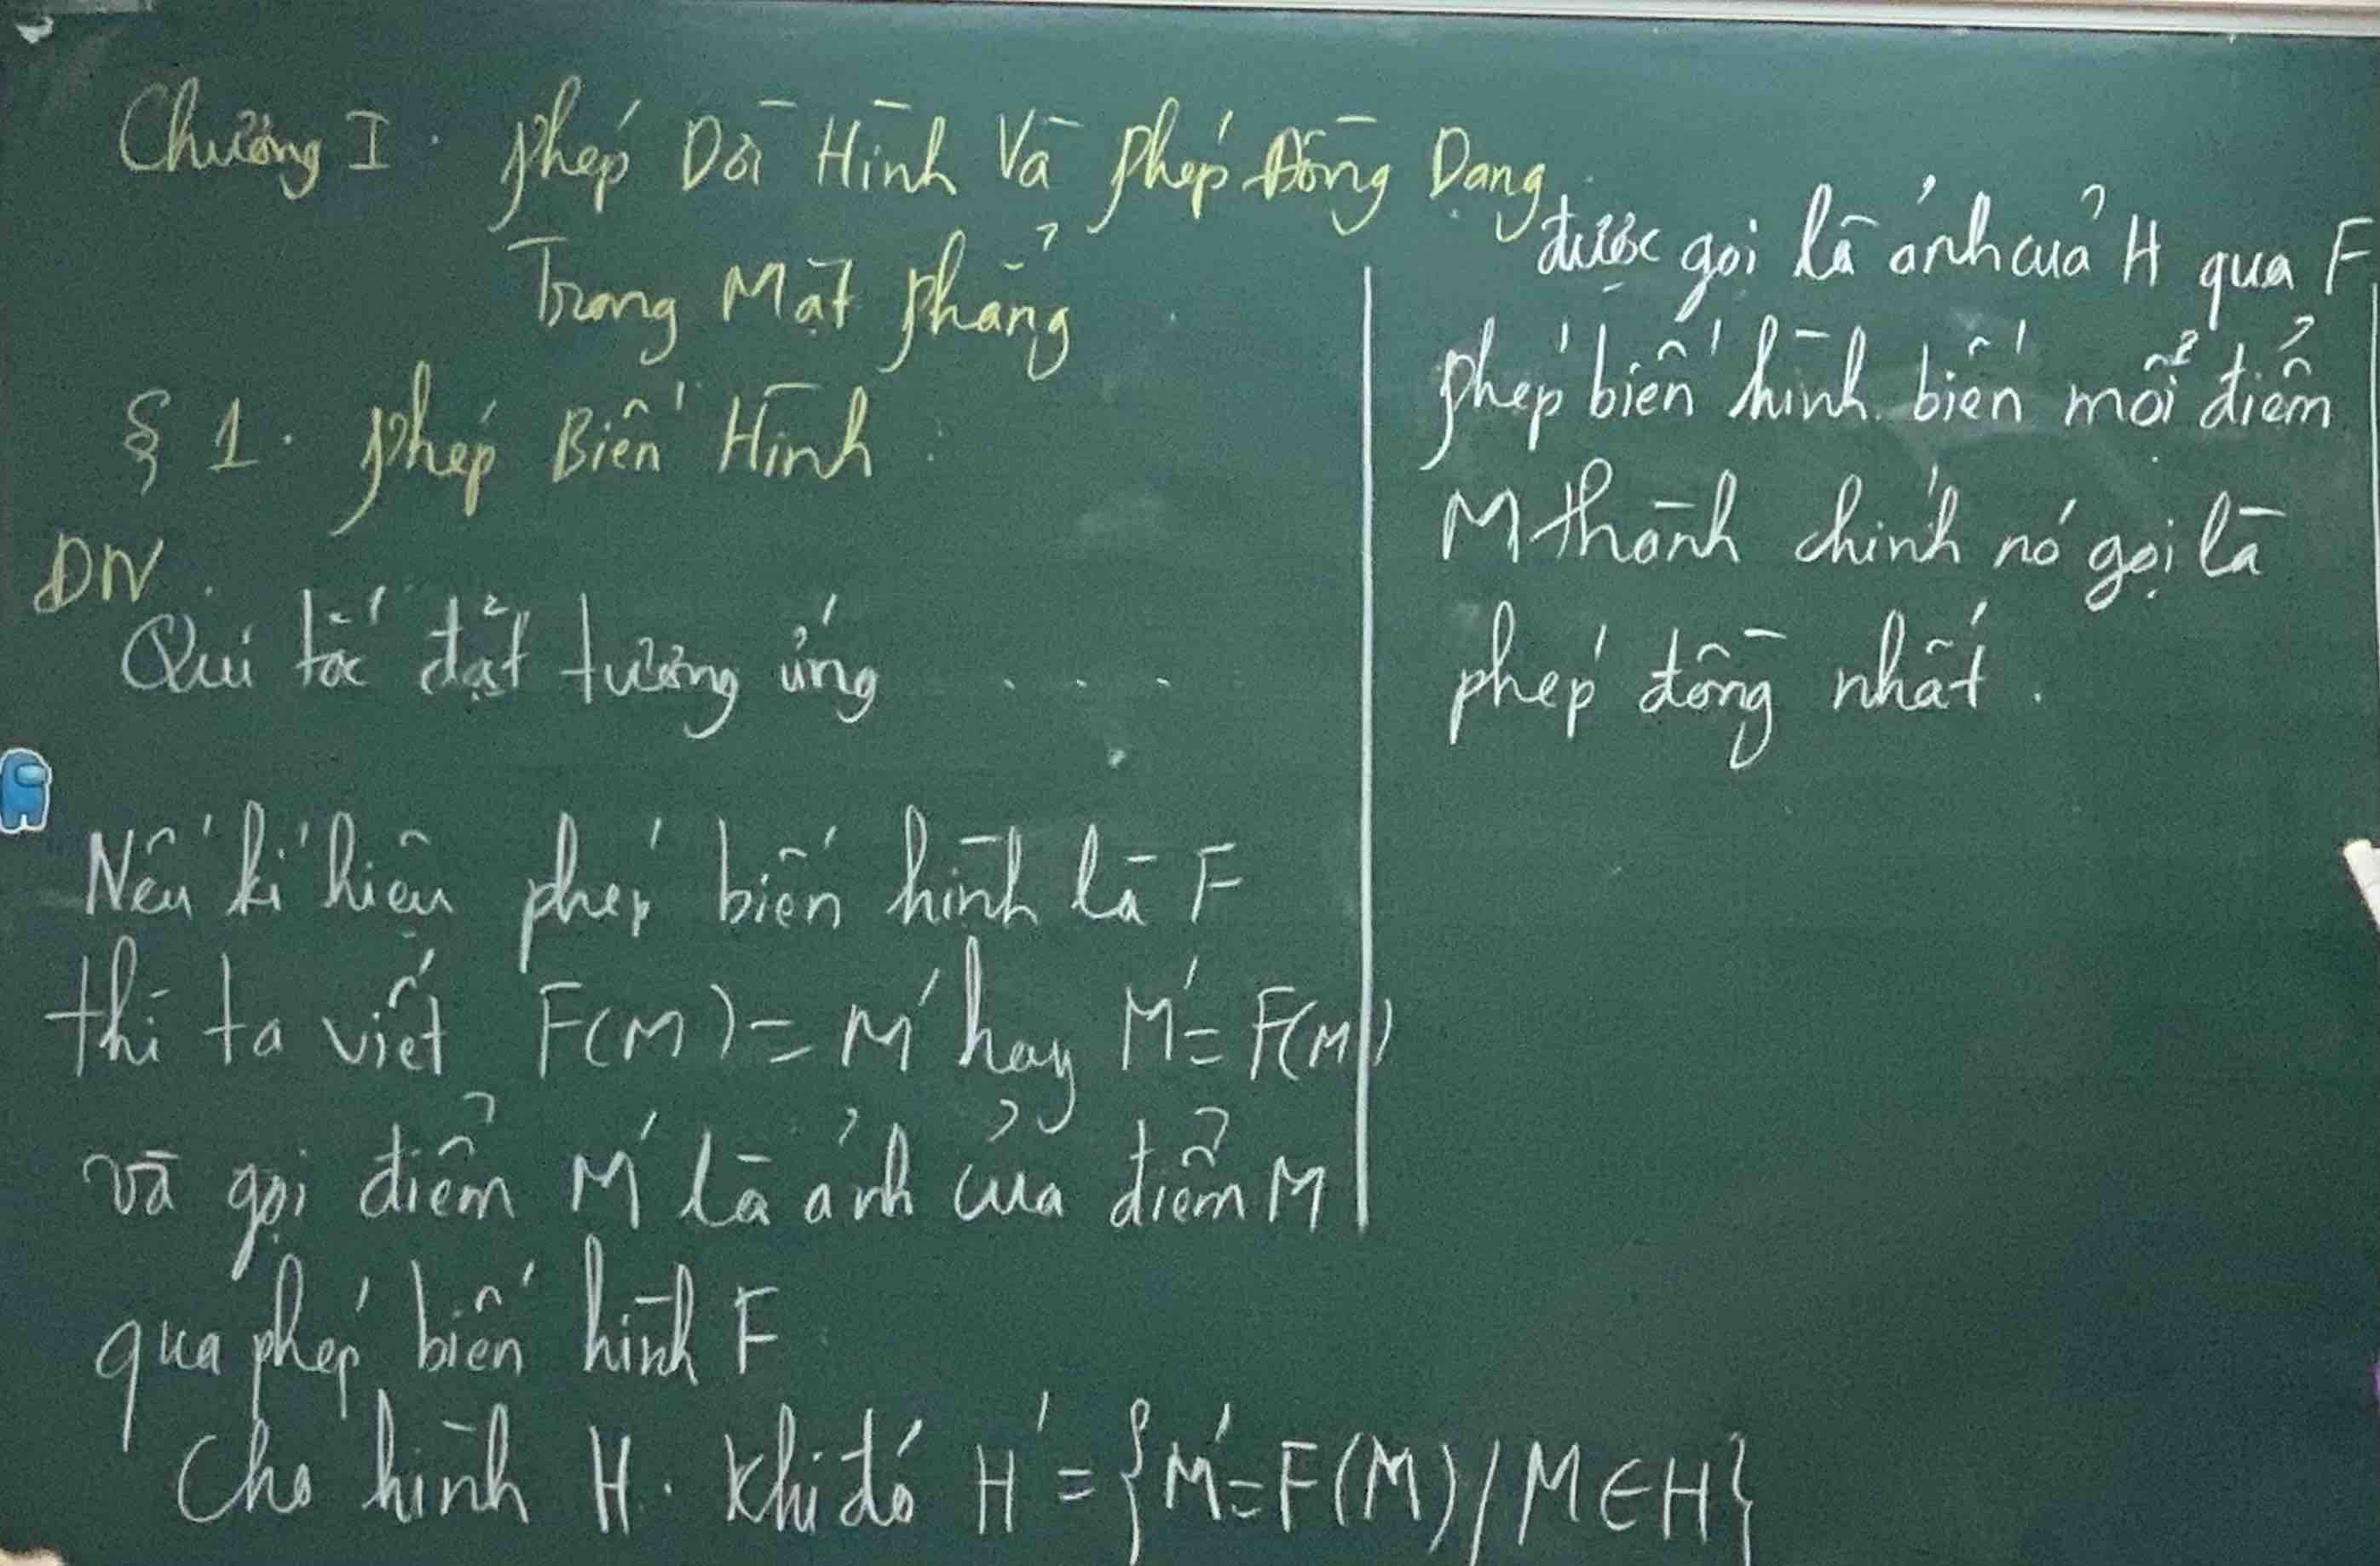 Chương I. Phép Dời Hình Và Phép Đồng Dạng
Trong Mặt Phẳng
§ 1. Phép Biến Hình
ĐN
Qui tắc đặt tương ứng ....
Nếu kí hiệu phép biến hình là F
thì ta viết F(M) = M' hay M' = F(M)
và gọi điểm M' là ảnh của điểm M
qua phép biến hình F
Cho hình H. Khi đó H' = {M' = F(M) / M ∈ H}
được gọi là ảnh của H qua F
phép biến hình biến mỗi điểm
M thành chính nó gọi là
phép đồng nhất.